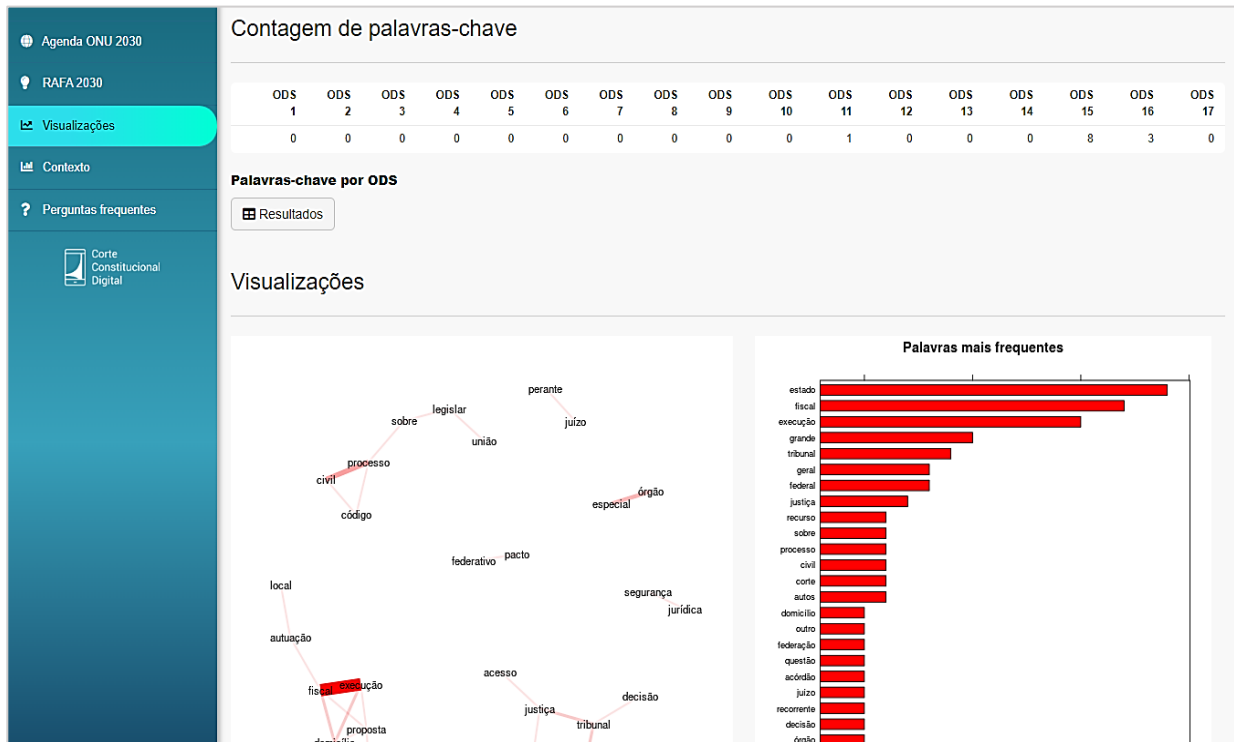 Agenda ONU 2030
RAFA 2030
Visualizações
Contexto
? Perguntas frequentes
Corte
Constitucional
Digital
Contagem de palavras-chave
ODS 1 ODS 2 ODS 3 ODS 4 ODS 5 ODS 6 ODS 7 ODS 8 ODS 9 ODS 10 ODS 11 ODS 12 ODS 13 ODS 14 ODS 15 ODS 16 ODS 17
0 0 0 0 0 0 0 0 0 0 1 0 0 0 8 3 0
Palavras-chave por ODS
Resultados
Visualizações
perante
juízo
legislar
sobre
união
processo
civil
código
órgão
especial
pacto
federativo
local
segurança
jurídica
autuação
acesso
fiscal execução
decisão
justiça
tribunal
proposta
domicílio
Palavras mais frequentes
estado
fiscal
execução
grande
tribunal
geral
federal
justiça
recurso
sobre
processo
civil
corte
autos
domicílio
outro
federação
questão
acórdão
juízo
recorrente
decisão
órgão